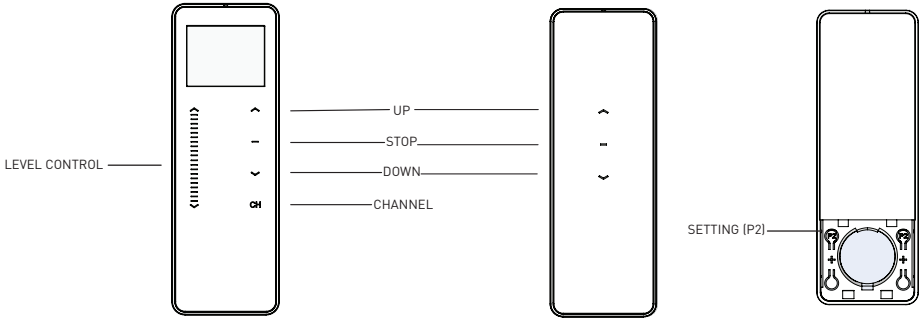 UP
STOP
LEVEL CONTROL
DOWN
CH
CHANNEL
SETTING (P2)
P2
P2
+
+